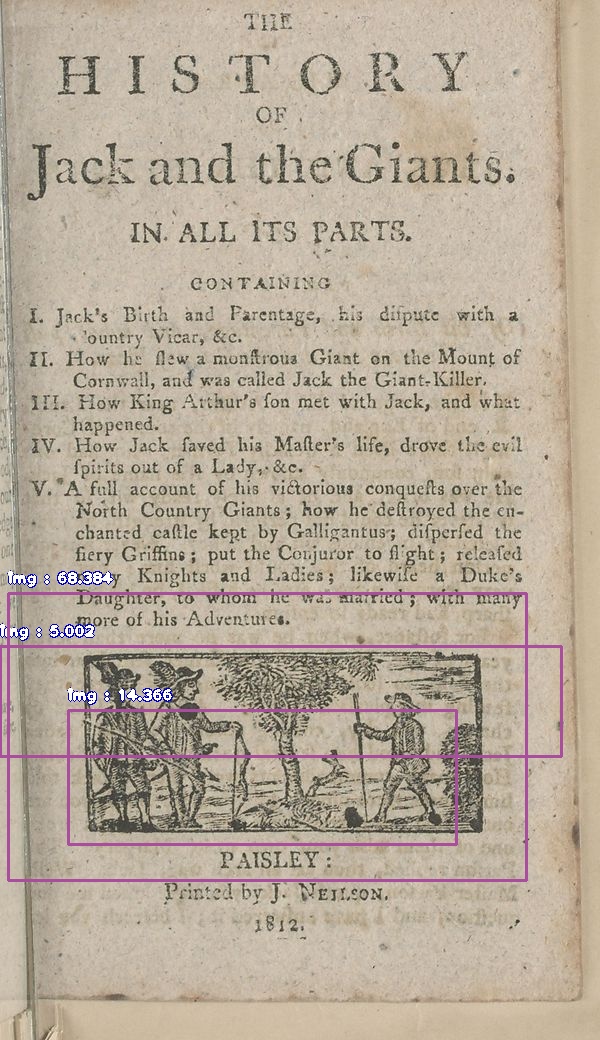 THE
HISTORY
OF
Jack and the Giants.
IN ALL ITS PARTS.
CONTAINING
I. Jack's Birth and Parentage, his diſpute with a
'ountry Vicar, &c.
II. How he ſlew a monſtrous Giant on the Mount of
Cornwall, and was called Jack the Giant-Killer.
III. How King Arthur's ſon met with Jack, and what
happened.
IV. How Jack ſaved his Maſter's life, drove the evil
ſpirits out of a Lady, &c.
V. A full account of his victorious conqueſts over the
North Country Giants; how he deſtroyed the en-
chanted caſtle kept by Galligantus; diſperſed the
fiery Griffins; put the Conjuror to flight; releaſed
Knights and Ladies; likewiſe a Duke's
img : 68.384
Daughter, to whom he was married; with many
more of his Adventures.
img : 5.002
img : 14.366
PAISLEY:
Printed by J. NEILSON.
1812.